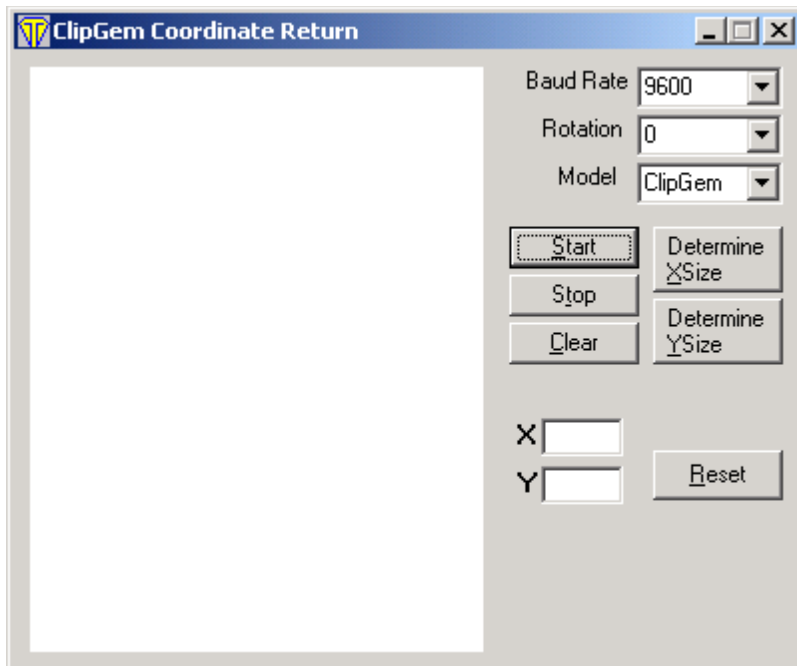 ClipGem Coordinate Return
Baud Rate 9600
Rotation 0
Model ClipGem
Start
Determine
XSize
Stop
Clear
Determine
YSize
X
Y
Reset